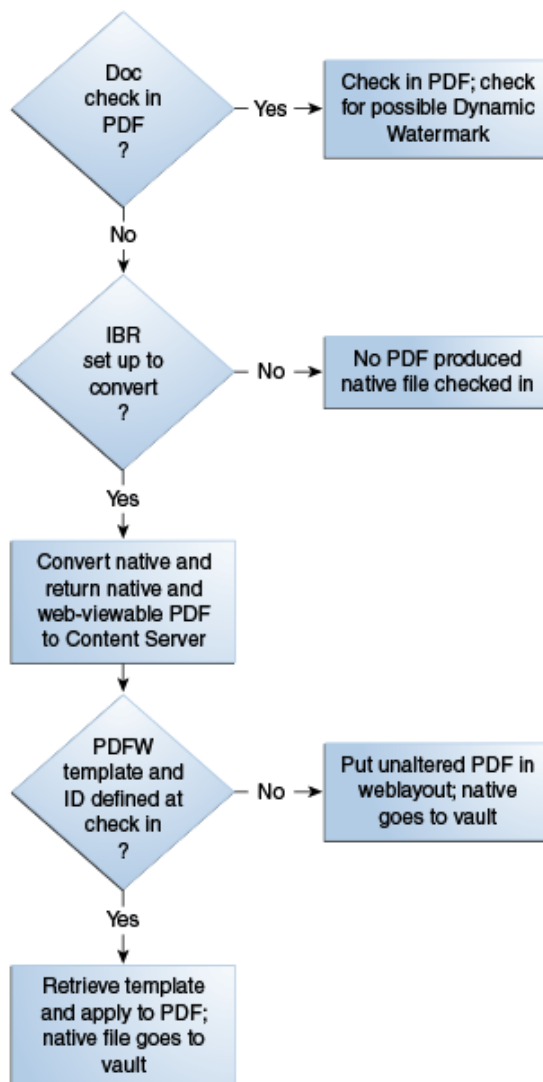 Doc
check in
PDF
?
Yes
Check in PDF; check
for possible Dynamic
Watermark
No
IBR
set up to
convert
?
No
No PDF produced
native file checked in
Yes
Convert native and
return native and
web-viewable PDF
to Content Server
PDFW
template and
ID defined at
check in
?
No
Put unaltered PDF in
weblayout; native
goes to vault
Yes
Retrieve template
and apply to PDF;
native file goes to
vault